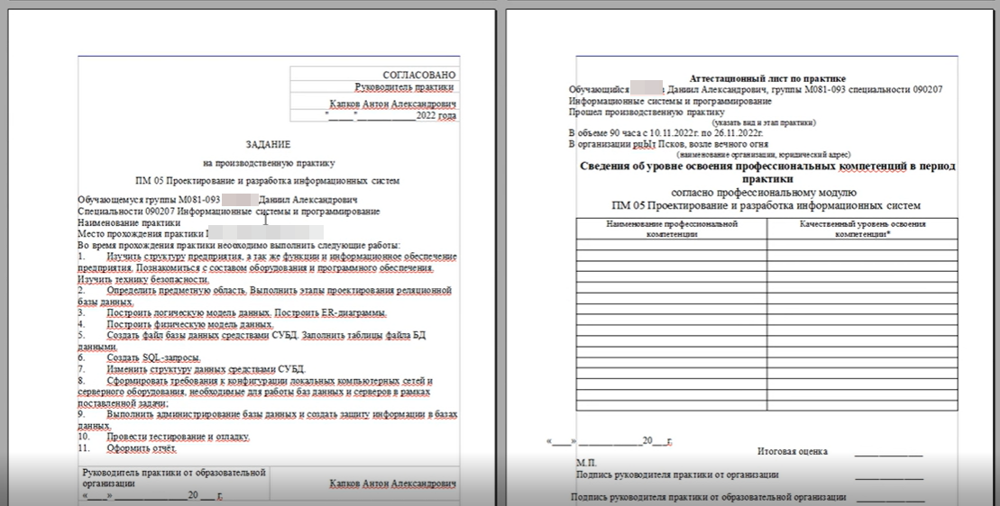 СОГЛАСОВАНО
Руководитель практики
Капков Антон Александрович
"_____"____________2022 года
ЗАДАНИЕ
на производственную практику
ПМ 05 Проектирование и разработка информационных систем
Обучающемуся группы М081-093 Даниил Александрович
Специальности 090207 Информационные системы и программирование
Наименование практики
Место прохождения практики
Во время прохождения практики необходимо выполнить следующие работы:
1. Изучить структуру предприятия, а так же функции и информационное обеспечение
предприятия. Познакомиться с составом оборудования и программного обеспечения.
Изучить технику безопасности.
2. Определить предметную область. Выполнить этапы проектирования реляционной
базы данных.
3. Построить логическую модель данных. Построить ER-диаграммы.
4. Построить физическую модель данных.
5. Создать файл базы данных средствами СУБД. Заполнить таблицы файла БД
данными.
6. Создать SQL-запросы.
7. Изменить структуру данных средствами СУБД.
8. Сформировать требования к конфигурации локальных компьютерных сетей и
серверного оборудования, необходимые для работы баз данных и серверов в рамках
поставленной задачи;
9. Выполнить администрирование базы данных и создать защиту информации в базах
данных.
10. Провести тестирование и отладку.
11. Оформить отчёт.
Руководитель практики от образовательной
организации
«____» ________________20___ г.
Капков Антон Александрович
Аттестационный лист по практике
Обучающийся Даниил Александрович, группы М081-093 специальности 090207
Информационные системы и программирование
Прошел производственную практику
(указать вид и этап практики)
В объеме 90 часа с 10.11.2022г. по 26.11.2022г.
В организации рцЫт Псков, возле вечного огня
(наименование организации, юридический адрес)
Сведения об уровне освоения профессиональных компетенций в период
практики
согласно профессиональному модулю
ПМ 05 Проектирование и разработка информационных систем
Наименование профессиональной
компетенции
Качественный уровень освоения
компетенции*
«____» ______________20___г.
Итоговая оценка ______________
М.П.
Подпись руководителя практики от организации ______________
Подпись руководителя практики от образовательной организации ______________